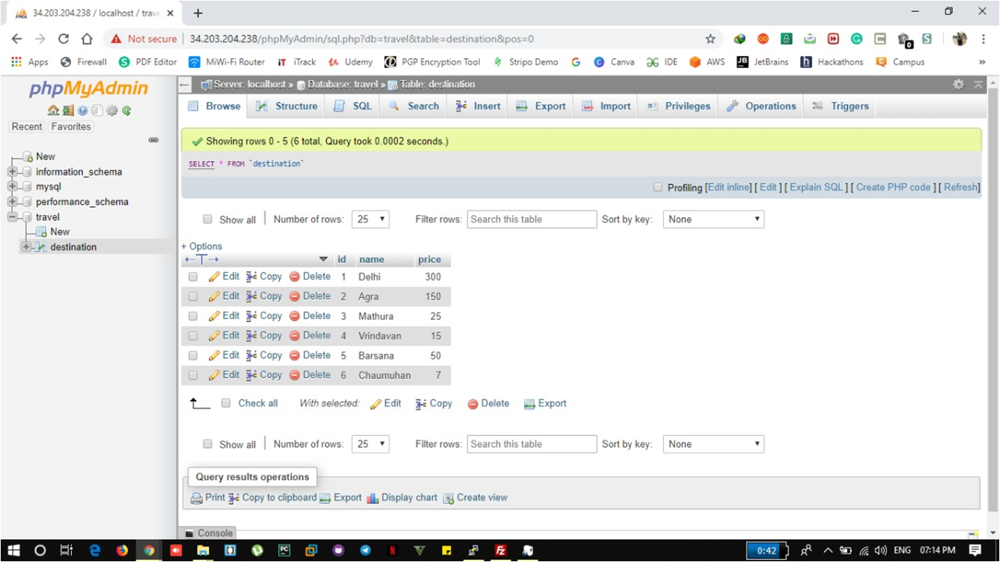 34.203.204.238 / localhost / trave
Not secure 34.203.204.238/phpMyAdmin/sql.php?db=travel&table=destination&pos=0
Apps Firewall PDF Editor MiWi-Fi Router iT iTrack Udemy PGP Encryption Tool Stripo Demo Canva IDE AWS JetBrains Hackathons Campus »
phpMyAdmin
Recent Favorites
New
information_schema
mysql
performance_schema
travel
New
destination
Server: localhost » Database: travel » Table: destination
Browse Structure SQL Search Insert Export Import Privileges Operations Triggers
Showing rows 0 - 5 (6 total, Query took 0.0002 seconds.)
SELECT * FROM `destination`
Profiling [Edit inline] [ Edit ] [ Explain SQL ] [ Create PHP code ] [ Refresh]
Show all Number of rows: 25 Filter rows: Search this table Sort by key: None
+ Options
id name price
Edit Copy Delete 1 Delhi 300
Edit Copy Delete 2 Agra 150
Edit Copy Delete 3 Mathura 25
Edit Copy Delete 4 Vrindavan 15
Edit Copy Delete 5 Barsana 50
Edit Copy Delete 6 Chaumuhan 7
Check all With selected: Edit Copy Delete Export
Show all Number of rows: 25 Filter rows: Search this table Sort by key: None
Query results operations
Print Copy to clipboard Export Display chart Create view
Console
0:42 ENG 07:14 PM